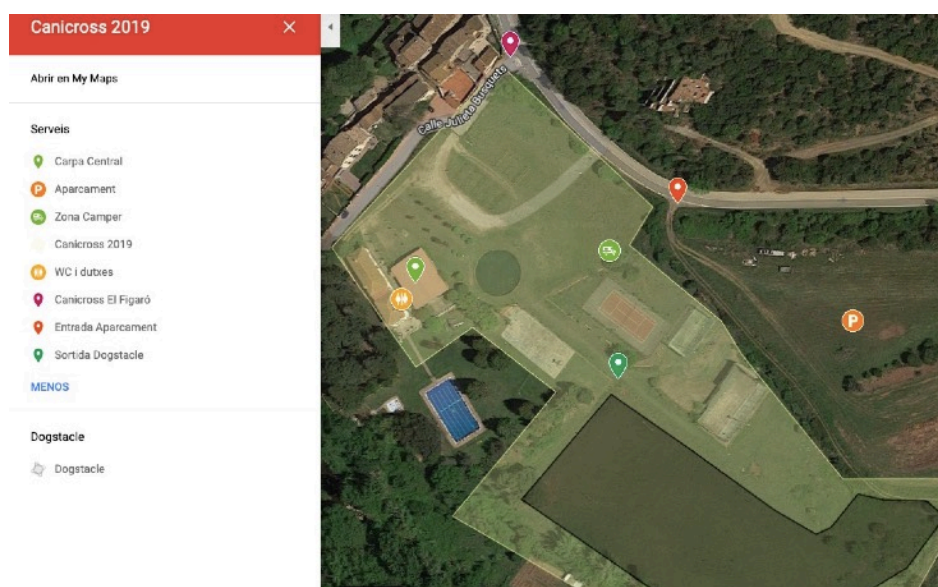 Canicross 2019
Abrir en My Maps
Serveis
Carpa Central
Aparcament
Zona Camper
Canicross 2019
WC i dutxes
Canicross El Figaró
Entrada Aparcament
Sortida Dogstacle
MENOS
Dogstacle
Dogstacle
Calle Julieta Busquets
P
P